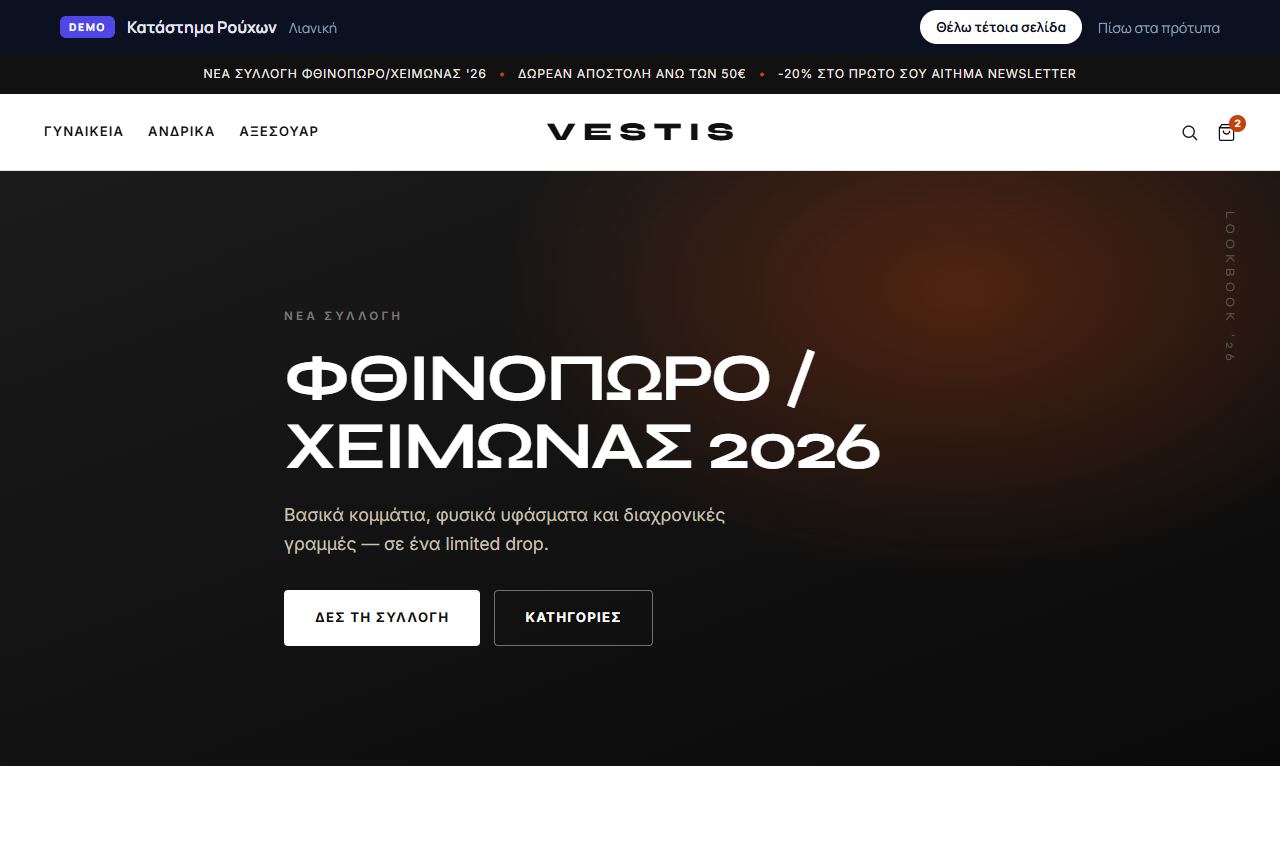 DEMO Κατάστημα Ρούχων Λιανική Θέλω τέτοια σελίδα Πίσω στα πρότυπα
ΝΕΑ ΣΥΛΛΟΓΗ ΦΘΙΝΟΠΩΡΟ/ΧΕΙΜΩΝΑΣ '26 • ΔΩΡΕΑΝ ΑΠΟΣΤΟΛΗ ΑΝΩ ΤΩΝ 50€ • -20% ΣΤΟ ΠΡΩΤΟ ΣΟΥ ΑΙΤΗΜΑ NEWSLETTER
ΓΥΝΑΙΚΕΙΑ ΑΝΔΡΙΚΑ ΑΞΕΣΟΥΑΡ VESTIS 2
LOOKBOOK '26
ΝΕΑ ΣΥΛΛΟΓΗ
ΦΘΙΝΟΠΩΡΟ /
ΧΕΙΜΩΝΑΣ 2026
Βασικά κομμάτια, φυσικά υφάσματα και διαχρονικές
γραμμές — σε ένα limited drop.
ΔΕΣ ΤΗ ΣΥΛΛΟΓΗ ΚΑΤΗΓΟΡΙΕΣ